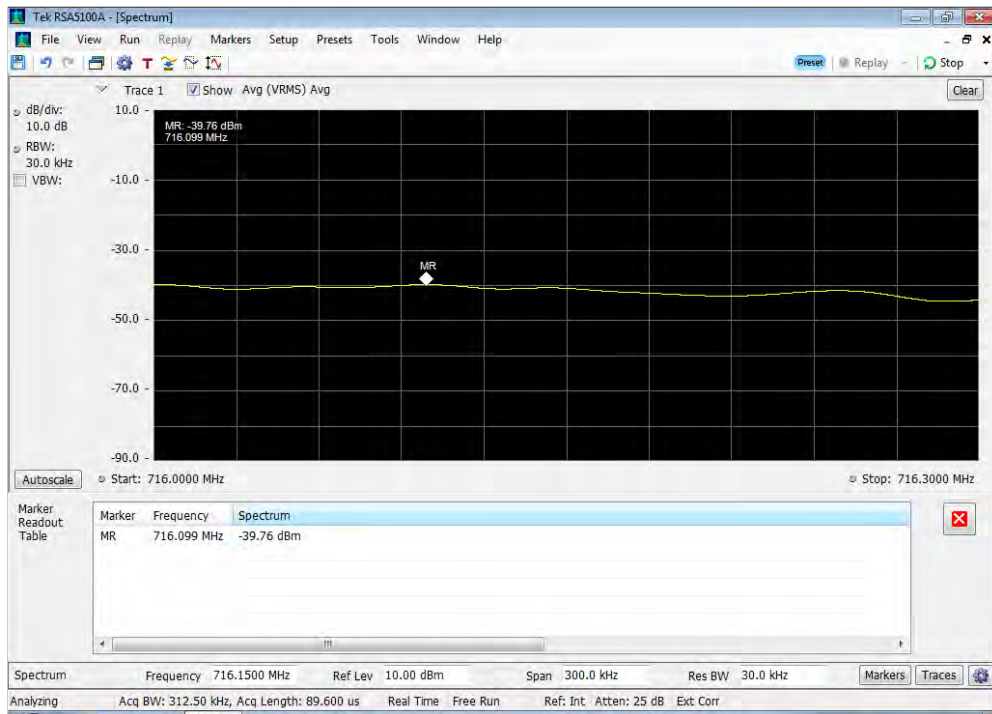 Tek RSA5100A - [Spectrum]
File View Run Replay Markers Setup Presets Tools Window Help
T
Preset Replay Stop
Trace 1 Show Avg (VRMS) Avg Clear
dB/div:
10.0 dB
RBW:
30.0 kHz
VBW:
10.0
-10.0
-30.0
-50.0
-70.0
-90.0
MR: -39.76 dBm
716.099 MHz
MR
Autoscale Start: 716.0000 MHz Stop: 716.3000 MHz
Marker
Readout
Table
Marker Frequency Spectrum
MR 716.099 MHz -39.76 dBm
Spectrum Frequency 716.1500 MHz Ref Lev 10.00 dBm Span 300.0 kHz Res BW 30.0 kHz Markers Traces
Analyzing Acq BW: 312.50 kHz, Acq Length: 89.600 us Real Time Free Run Ref: Int Atten: 25 dB Ext Corr